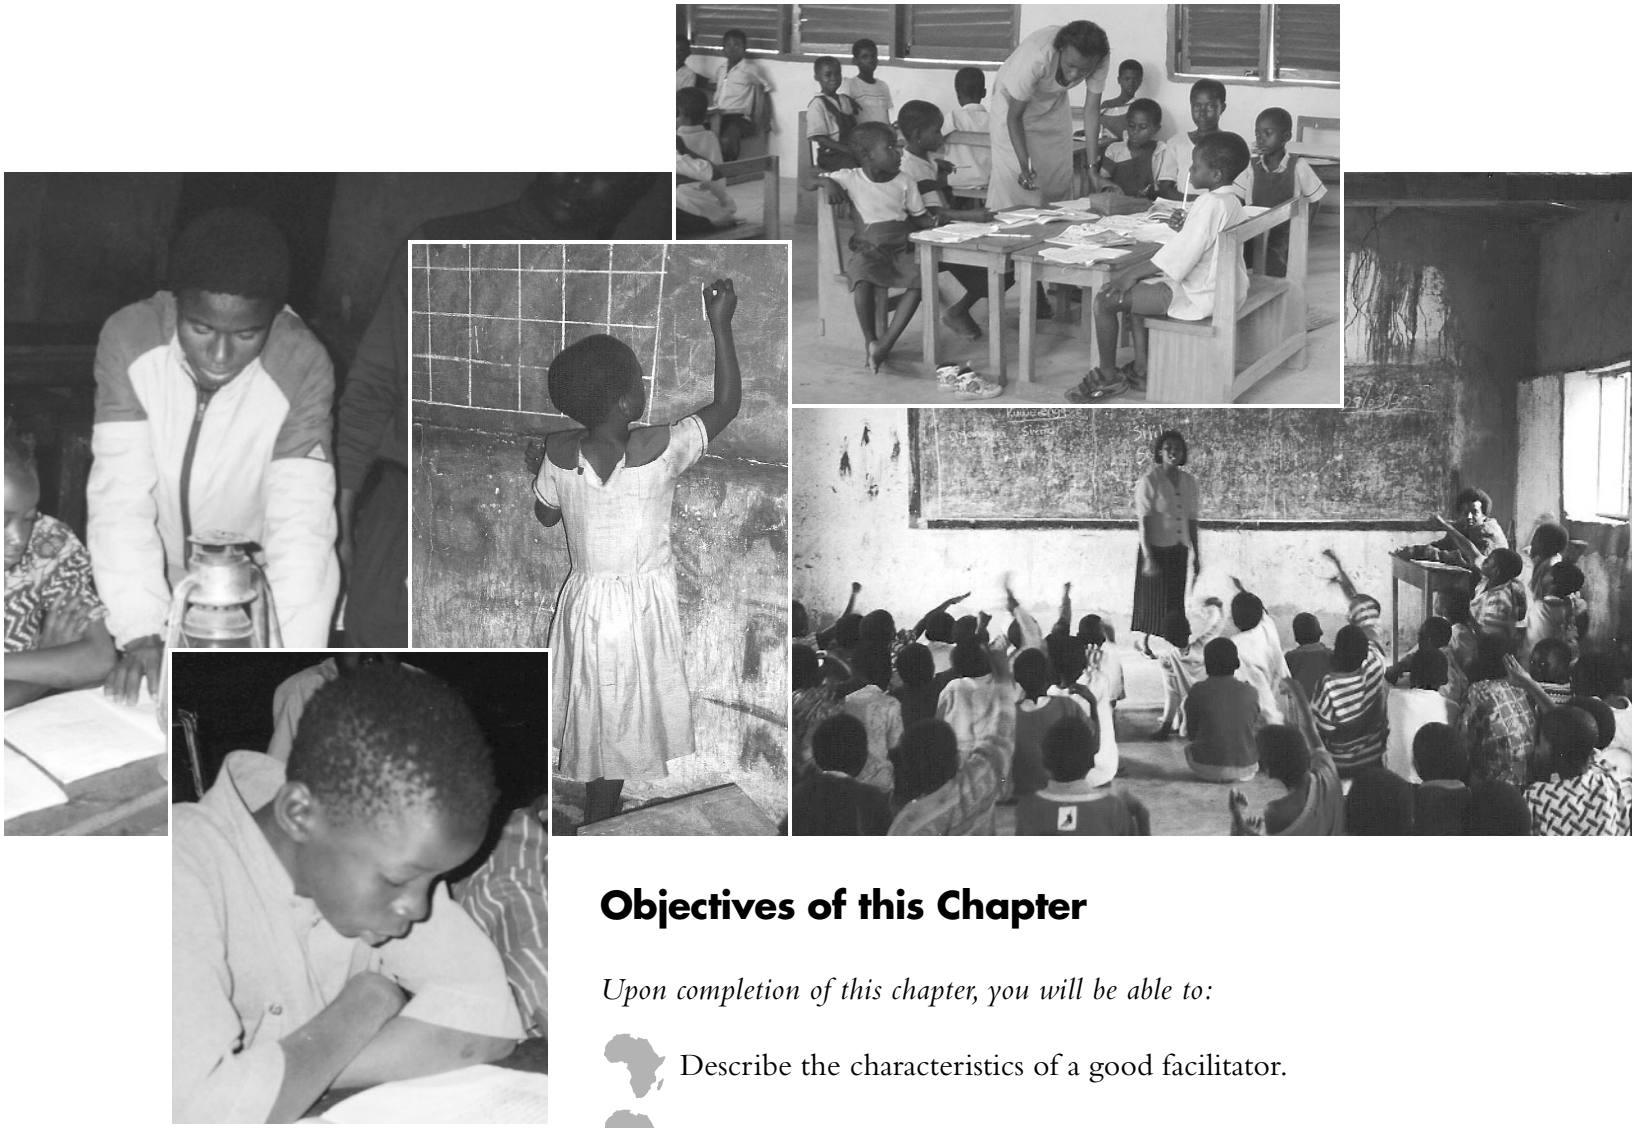 Objectives of this Chapter
Upon completion of this chapter, you will be able to:
Describe the characteristics of a good facilitator.